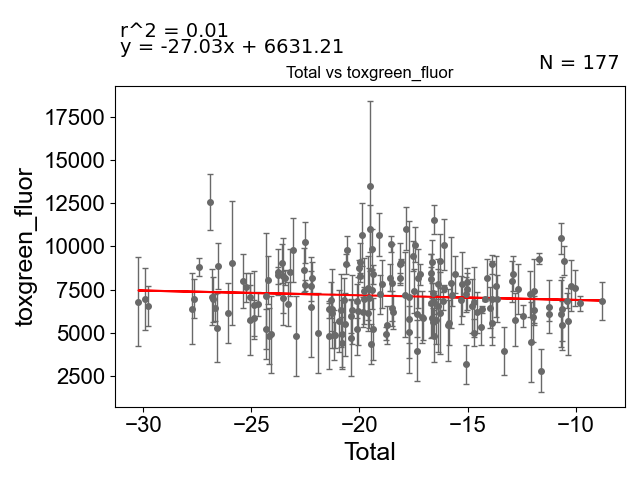 r^2 = 0.01
y = -27.03x + 6631.21
N = 177
Total vs toxgreen_fluor
17500
15000
12500
10000
7500
5000
2500
toxgreen_fluor
−30
−25
−20
−15
−10
Total